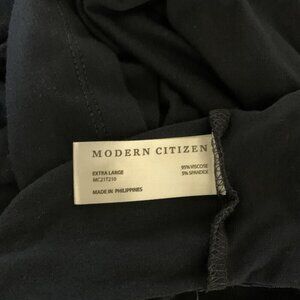 MODERN CITIZEN
EXTRA LARGE
MC21T210
MADE IN PHILIPPINES
95% VISCOSE
5% SPANDEX